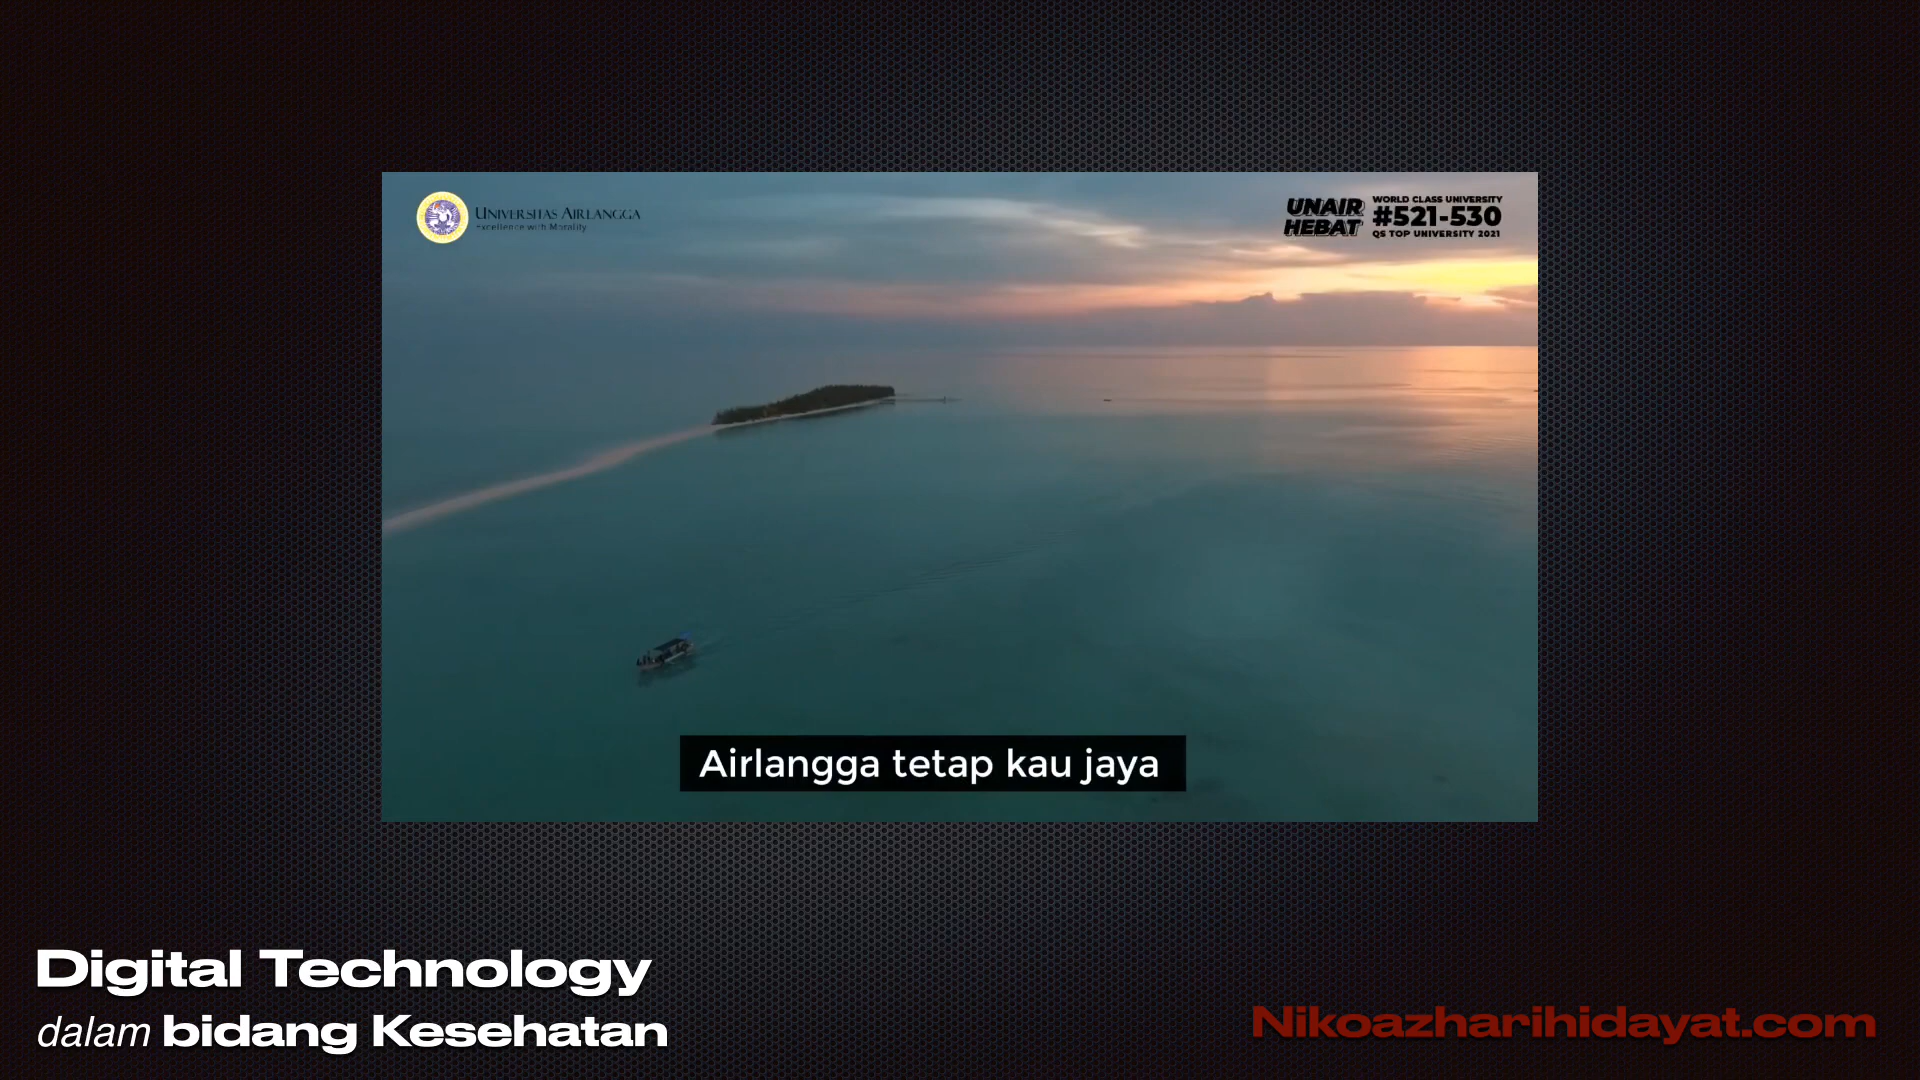 UNIVERSITAS AIRLANGGA
Excellence with Morality
UNAIR
HEBAT
WORLD CLASS UNIVERSITY
#521-530
QS TOP UNIVERSITY 2021
Airlangga tetap kau jaya
Digital Technology
dalam bidang Kesehatan
Nikoazharihidayat.com